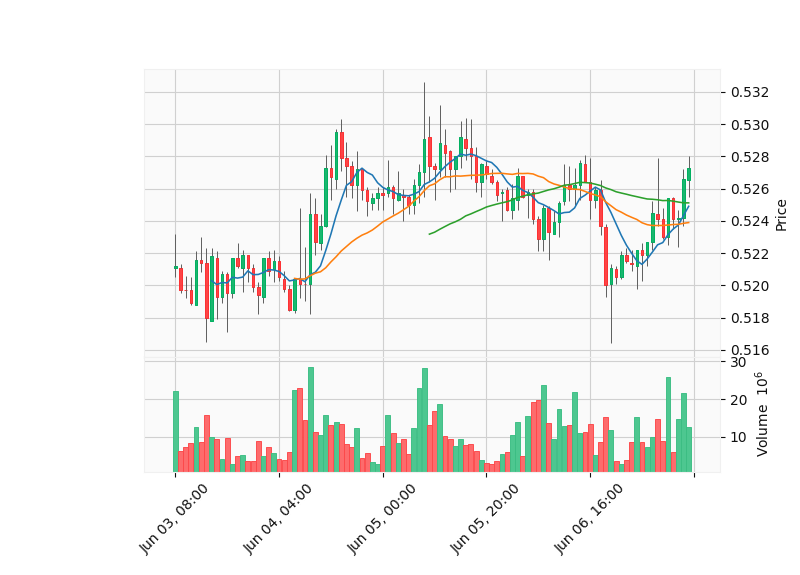 0.532
0.530
0.528
0.526
0.524
0.522
0.520
0.518
0.516
Price
30
20
10
Volume 10^6
Jun 03, 08:00
Jun 04, 04:00
Jun 05, 00:00
Jun 05, 20:00
Jun 06, 16:00